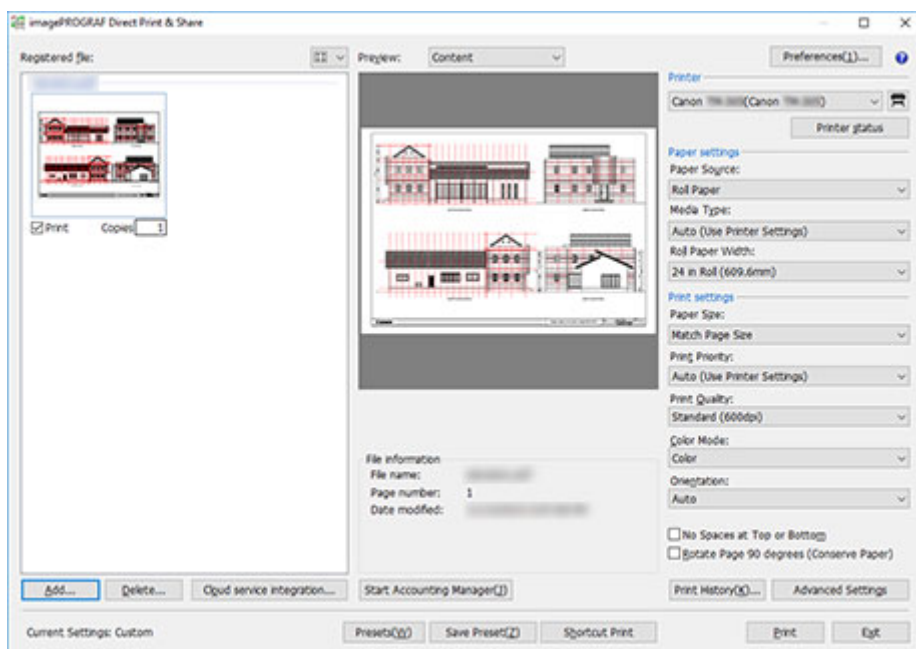 imagePROGRAF Direct Print & Share
Registered file:
Preview:
Content
Preferences(1)...
Printer
Canon (Canon )
Printer status
Paper settings
Paper Source:
Roll Paper
Media Type:
Auto (Use Printer Settings)
Roll Paper Width:
24 in Roll (609.6mm)
Print settings
Paper Size:
Match Page Size
Print Priority:
Auto (Use Printer Settings)
Print Quality:
Standard (600dpi)
Color Mode:
Color
Orientation:
Auto
No Spaces at Top or Bottom
Rotate Page 90 degrees (Conserve Paper)
Print
Copies
1
File information
File name:
Page number: 1
Date modified:
Add...
Delete...
Cloud service integration...
Start Accounting Manager(J)
Print History(K)...
Advanced Settings
Current Settings: Custom
Presets(W)
Save Preset(Z)
Shortcut Print
Print
Exit